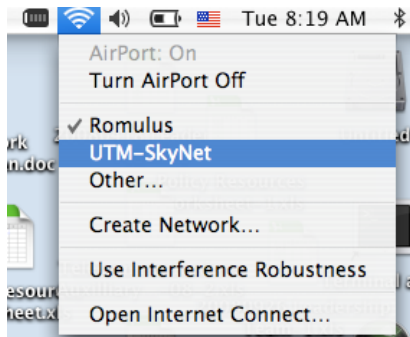 Tue 8:19 AM
AirPort: On
Turn AirPort Off
✓ Romulus
UTM-SkyNet
Other...
Create Network...
Use Interference Robustness
Open Internet Connect...
n.doc